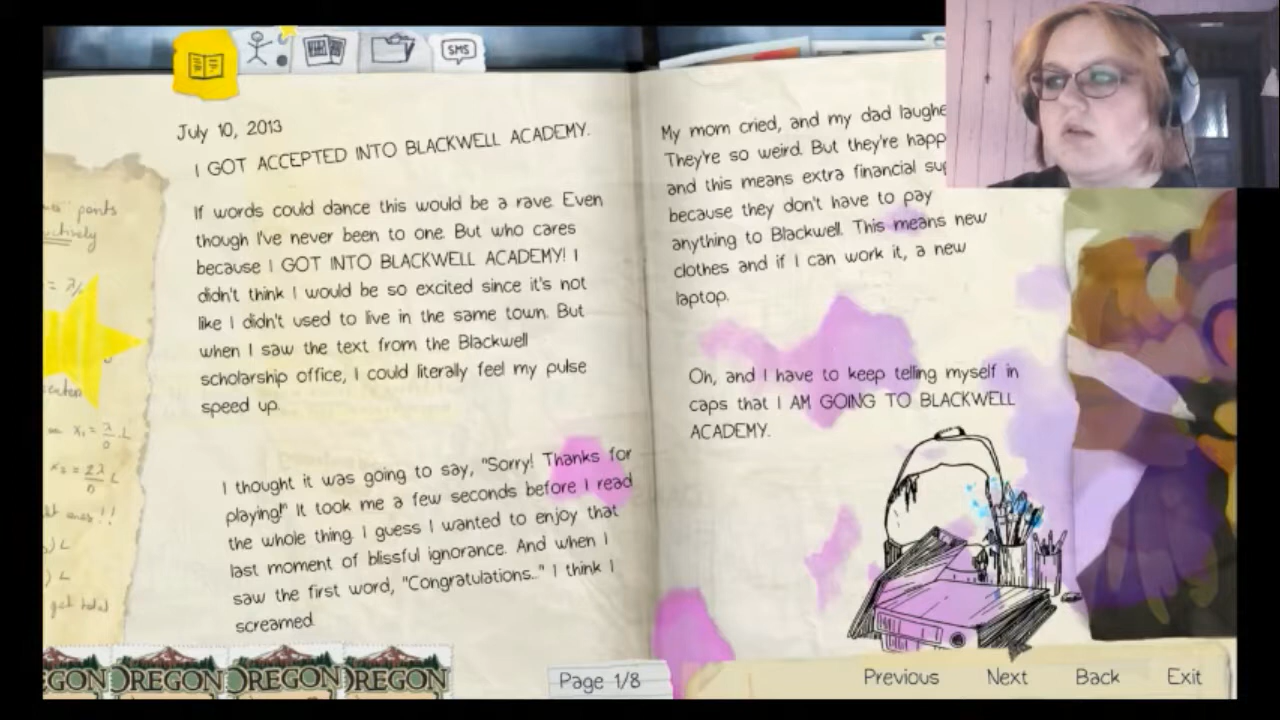 SMS
July 10, 2013
I GOT ACCEPTED INTO BLACKWELL ACADEMY.
If words could dance this would be a rave. Even
though I've never been to one. But who cares
because I GOT INTO BLACKWELL ACADEMY! I
didn't think I would be so excited since it's not
like I didn't used to live in the same town. But
when I saw the text from the Blackwell
scholarship office, I could literally feel my pulse
speed up.
I thought it was going to say, "Sorry! Thanks for
playing!" It took me a few seconds before I read
the whole thing. I guess I wanted to enjoy that
last moment of blissful ignorance. And when I
saw the first word, "Congratulations..." I think I
screamed.
My mom cried, and my dad laughe
They're so weird. But they're happ
and this means extra financial su
because they don't have to pay
anything to Blackwell. This means new
clothes and if I can work it, a new
laptop.
Oh, and I have to keep telling myself in
caps that I AM GOING TO BLACKWELL
ACADEMY.
points
get total
EGON OREGON OREGON OREGON
Page 1/8
Previous Next Back Exit